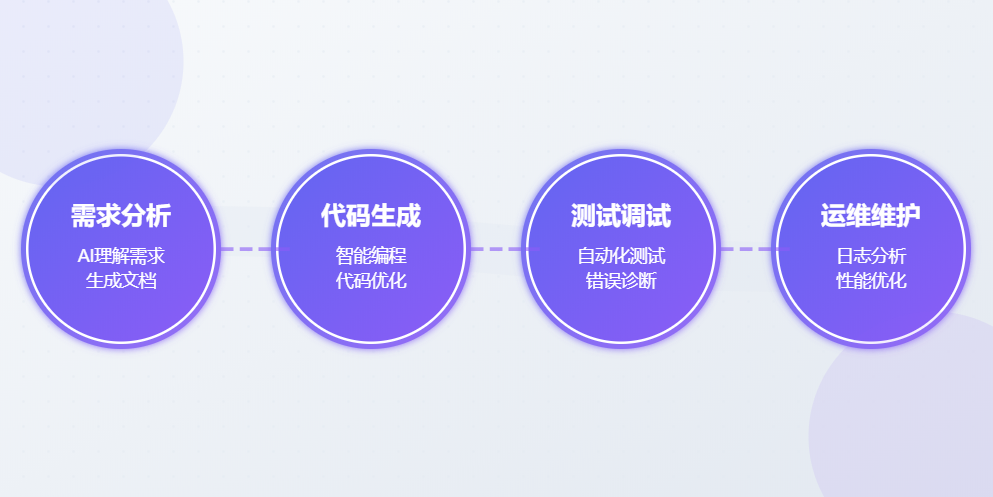 需求分析
AI理解需求
生成文档
代码生成
智能编程
代码优化
测试调试
自动化测试
错误诊断
运维维护
日志分析
性能优化